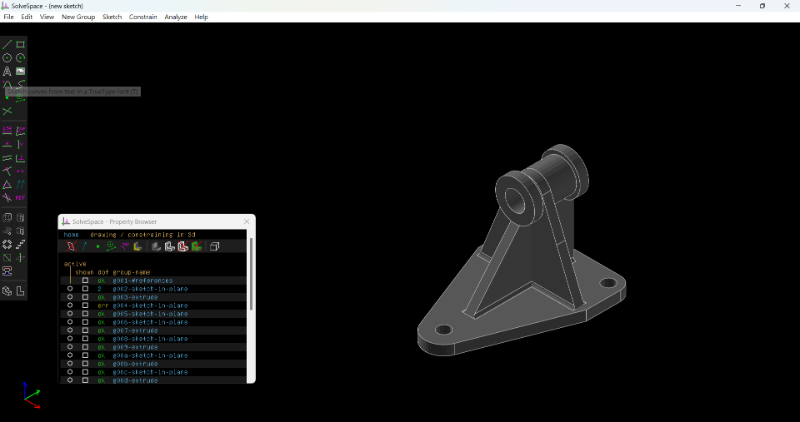 SolveSpace - (new sketch)
File Edit View New Group Sketch Constrain Analyze Help
curves from text in a TrueType font (T)
SolveSpace - Property Browser
home drawing / constraining in 3d
active
shown dof group-name
ok g001-#references
2 g002-sketch-in-plane
ok g003-extrude
err g004-sketch-in-plane
ok g005-sketch-in-plane
ok g006-sketch-in-plane
ok g007-extrude
ok g008-sketch-in-plane
ok g009-extrude
ok g00a-sketch-in-plane
ok g00b-extrude
ok g00c-sketch-in-plane
ok g00d-extrude